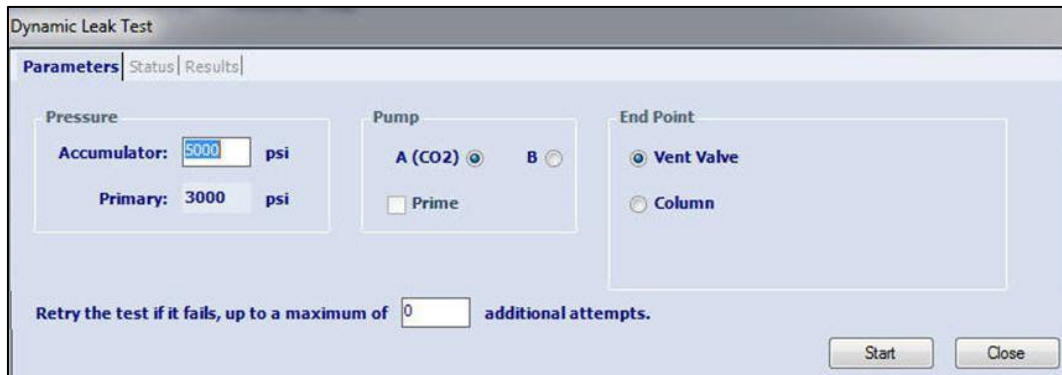 Dynamic Leak Test
Parameters Status Results
Pressure
Accumulator: 5000 psi
Primary: 3000 psi
Pump
A (CO2) B
Prime
End Point
Vent Valve
Column
Retry the test if it fails, up to a maximum of 0 additional attempts.
Start Close